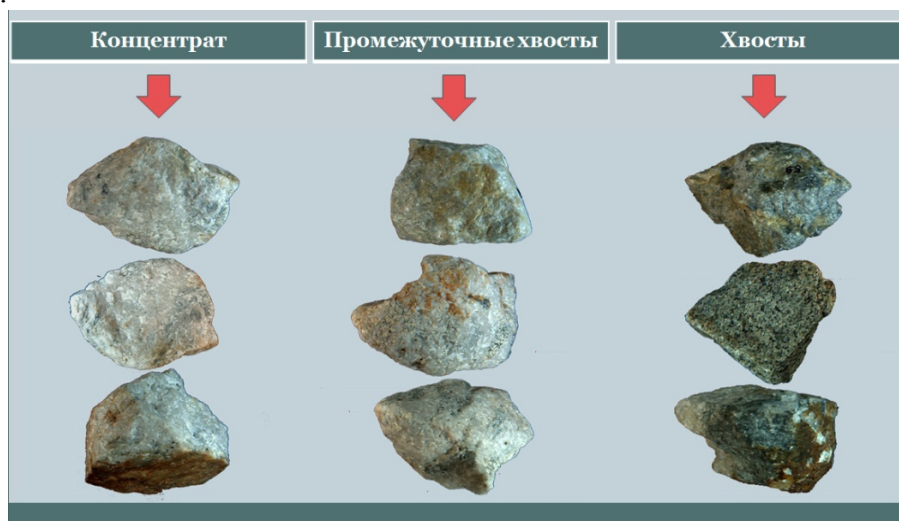 Концентрат
Промежуточные хвосты
Хвосты